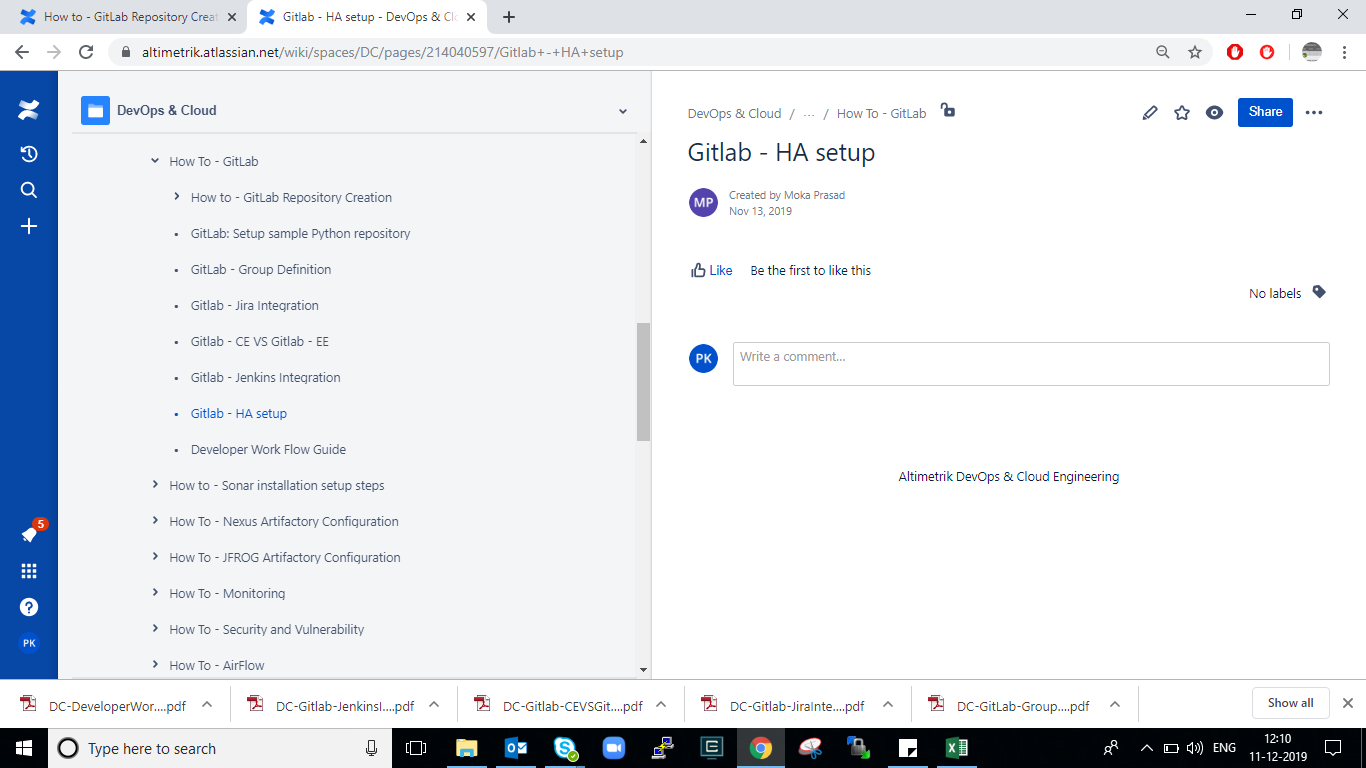 How to - GitLab Repository Creat
Gitlab - HA setup - DevOps & Clo
altimetrik.atlassian.net/wiki/spaces/DC/pages/214040597/Gitlab+-+HA+setup
DevOps & Cloud
How To - GitLab
How to - GitLab Repository Creation
GitLab: Setup sample Python repository
GitLab - Group Definition
Gitlab - Jira Integration
Gitlab - CE VS Gitlab - EE
Gitlab - Jenkins Integration
Gitlab - HA setup
Developer Work Flow Guide
How to - Sonar installation setup steps
How To - Nexus Artifactory Configuration
How To - JFROG Artifactory Configuration
How To - Monitoring
How To - Security and Vulnerability
How To - AirFlow
5
PK
DevOps & Cloud / ... / How To - GitLab
Share
Gitlab - HA setup
MP
Created by Moka Prasad
Nov 13, 2019
Like Be the first to like this
No labels
PK
Write a comment...
Altimetrik DevOps & Cloud Engineering
DC-DeveloperWor....pdf
DC-Gitlab-JenkinsI....pdf
DC-Gitlab-CEVSGit....pdf
DC-Gitlab-JiraInte....pdf
DC-GitLab-Group....pdf
Show all
Type here to search
ENG
12:10
11-12-2019